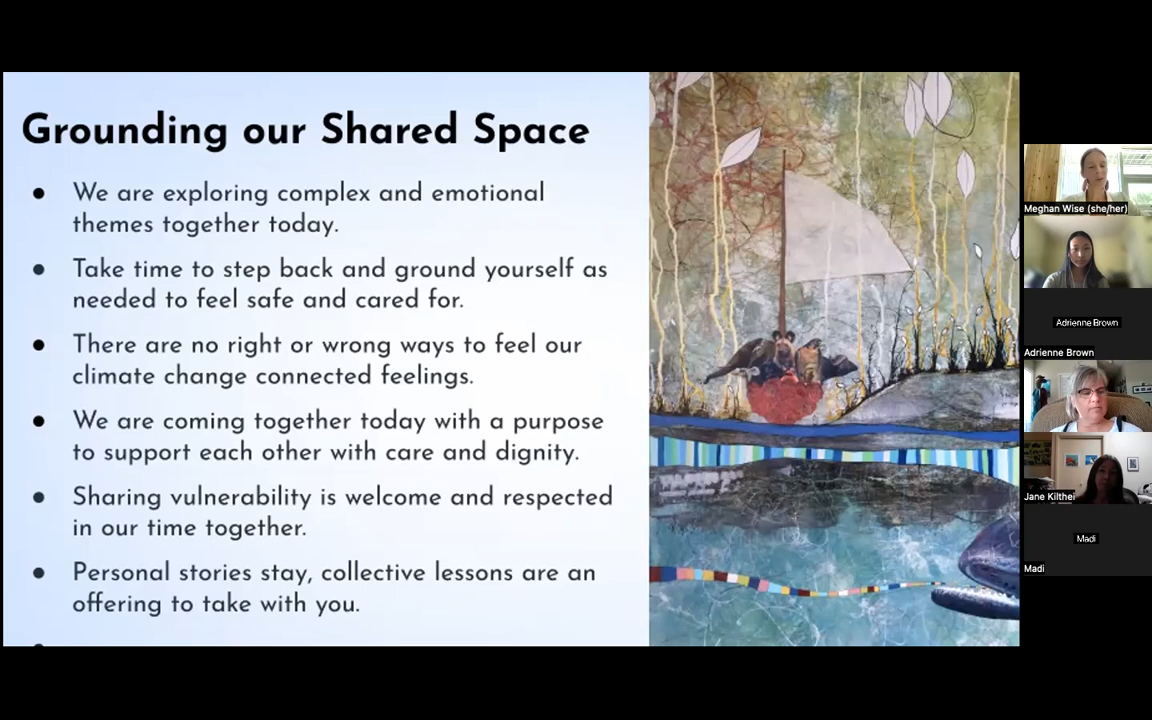 Grounding our Shared Space
• We are exploring complex and emotional
themes together today.
• Take time to step back and ground yourself as
needed to feel safe and cared for.
• There are no right or wrong ways to feel our
climate change connected feelings.
• We are coming together today with a purpose
to support each other with care and dignity.
• Sharing vulnerability is welcome and respected
in our time together.
• Personal stories stay, collective lessons are an
offering to take with you.
Meghan Wise (she/her)
Adrienne Brown
Adrienne Brown
Jane Kilthei
Madi
Madi